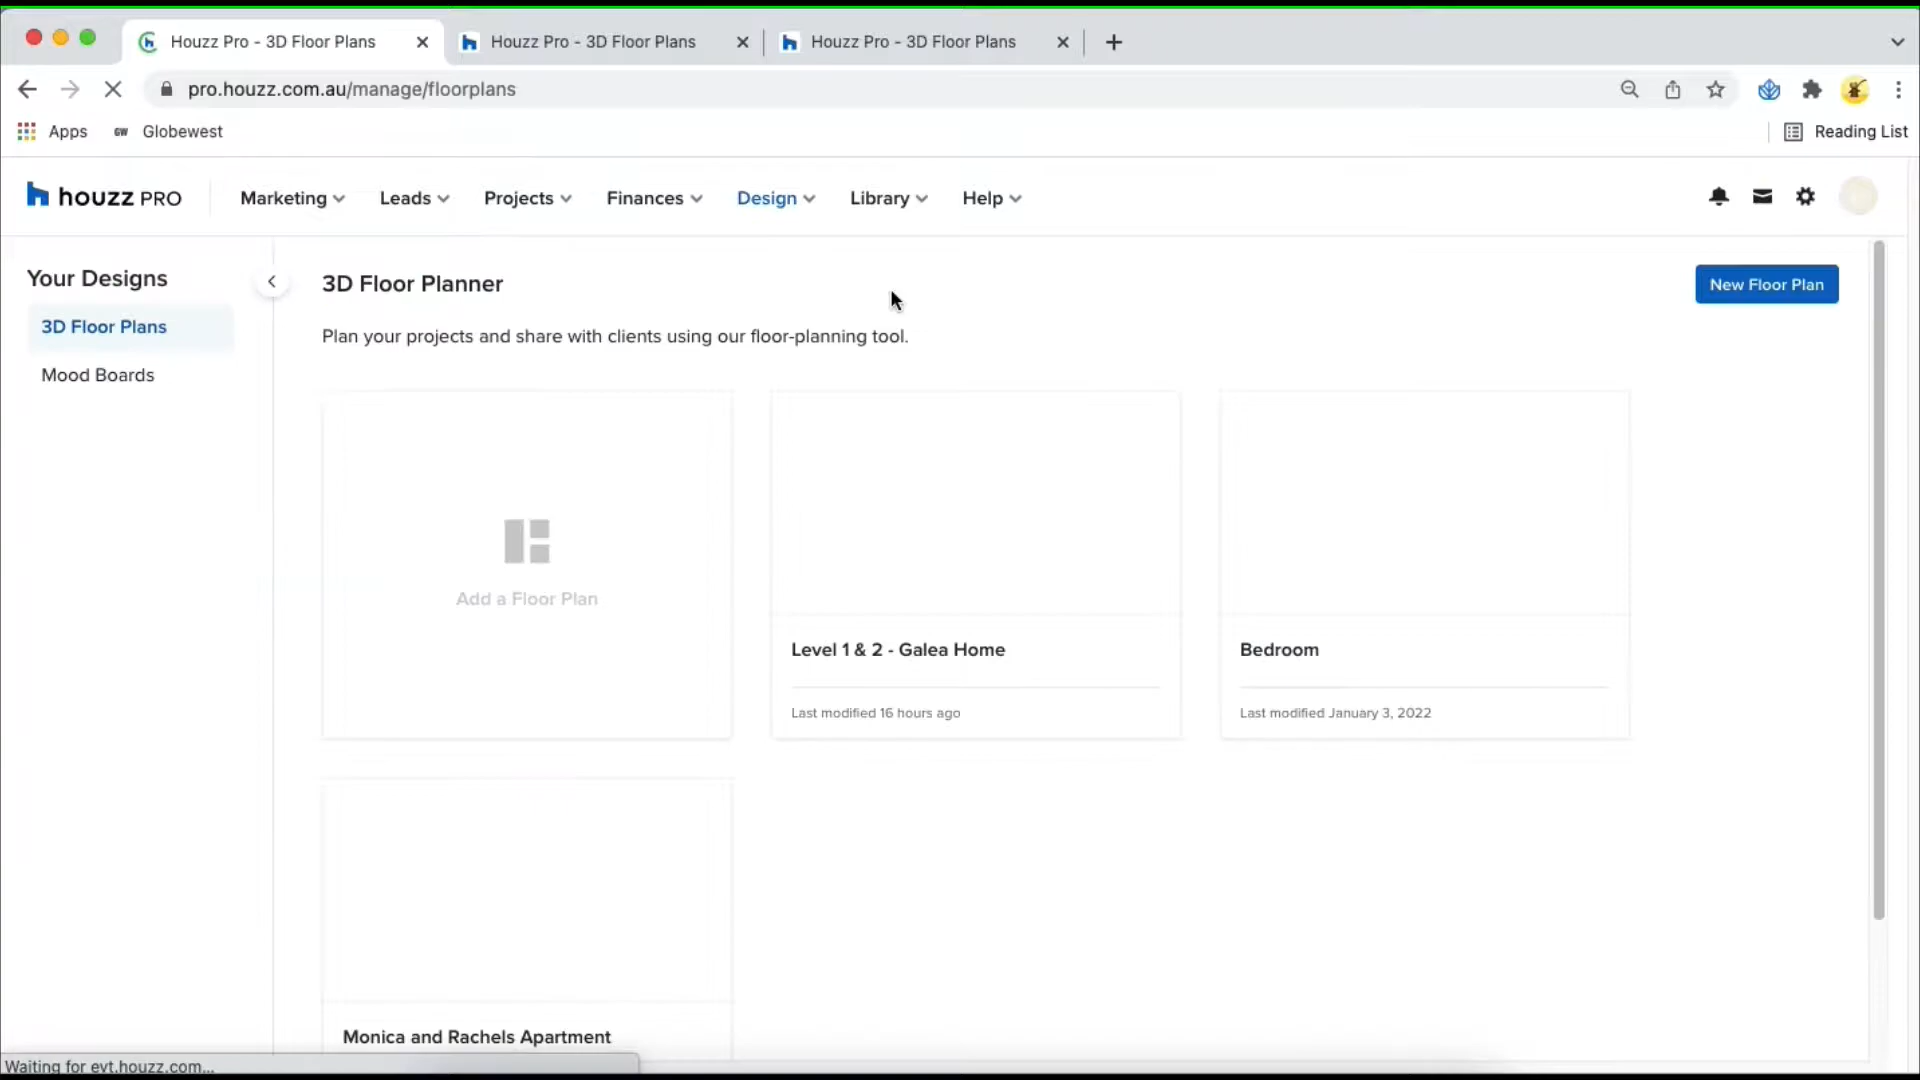 Houzz Pro - 3D Floor Plans
Houzz Pro - 3D Floor Plans
Houzz Pro - 3D Floor Plans
pro.houzz.com.au/manage/floorplans
Apps
GW Globewest
Reading List
houzz PRO
Marketing
Leads
Projects
Finances
Design
Library
Help
Your Designs
3D Floor Plans
Mood Boards
3D Floor Planner
New Floor Plan
Plan your projects and share with clients using our floor-planning tool.
Add a Floor Plan
Level 1 & 2 - Galea Home
Last modified 16 hours ago
Bedroom
Last modified January 3, 2022
Monica and Rachels Apartment
Waiting for evt.houzz.com...